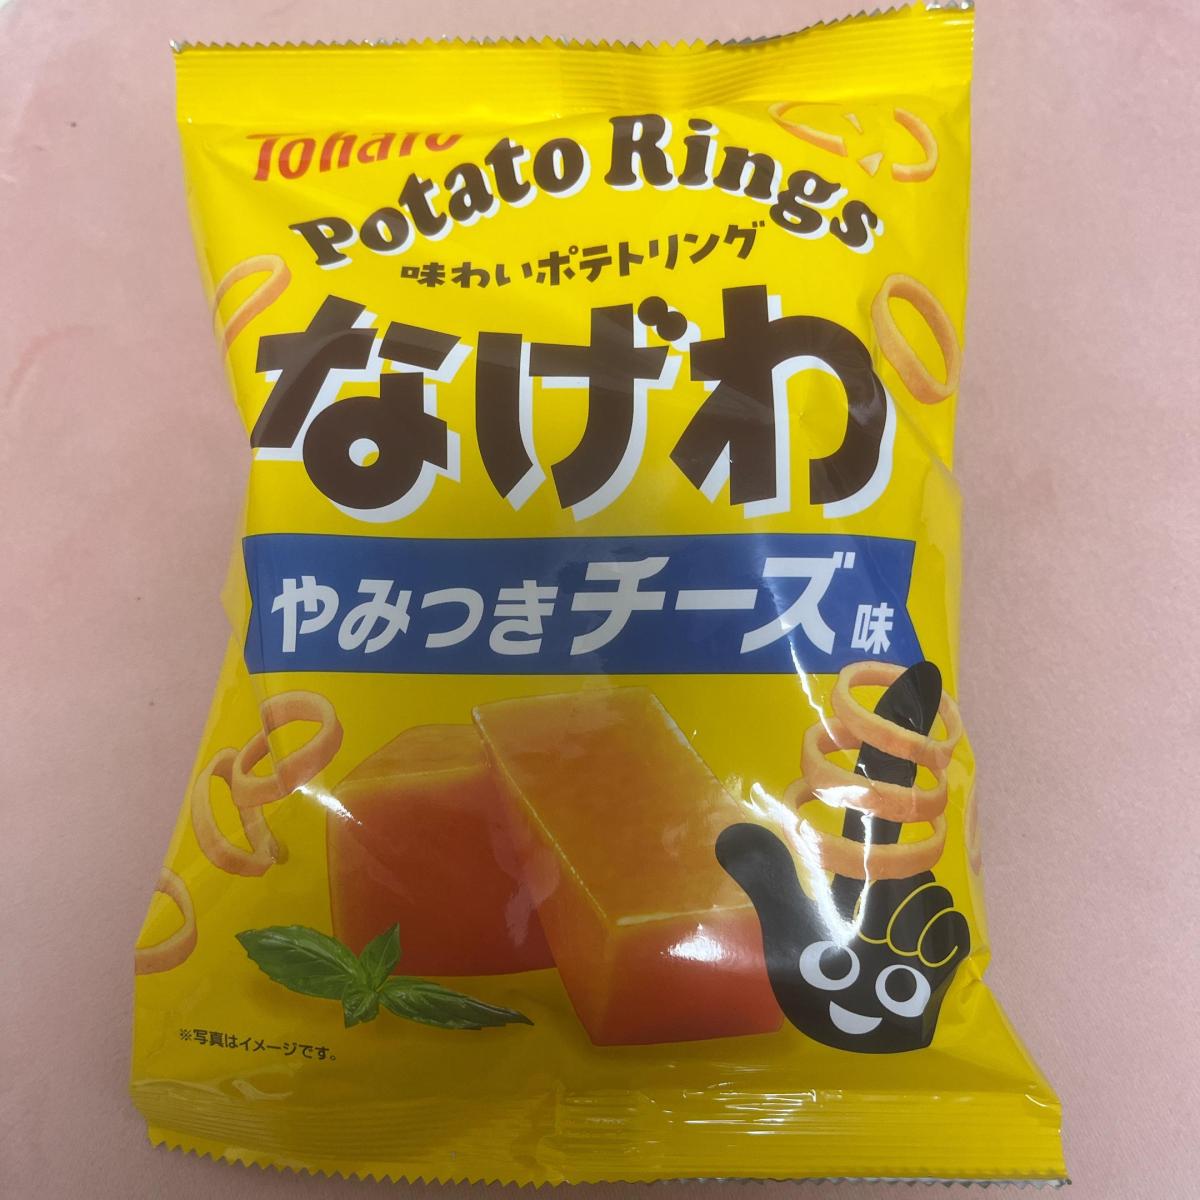 Tohato
Potato Rings
味わいポテトリング
なげわ
やみつきチーズ味
※写真はイメージです。